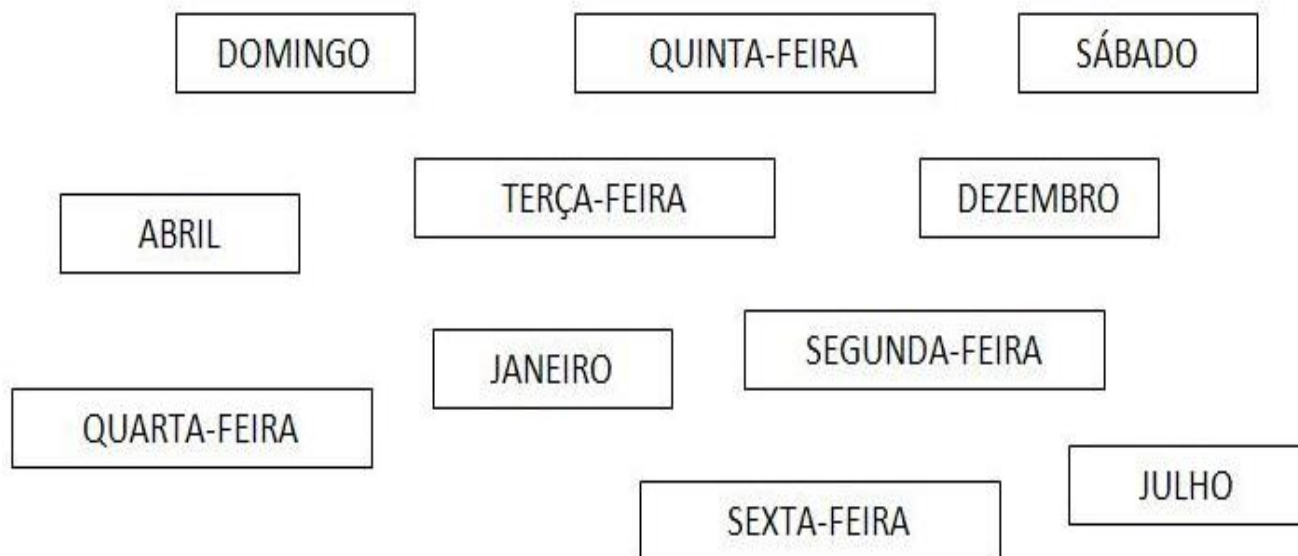 DOMINGO
QUINTA-FEIRA
SÁBADO
TERÇA-FEIRA
DEZEMBRO
ABRIL
SEGUNDA-FEIRA
JANEIRO
QUARTA-FEIRA
JULHO
SEXTA-FEIRA